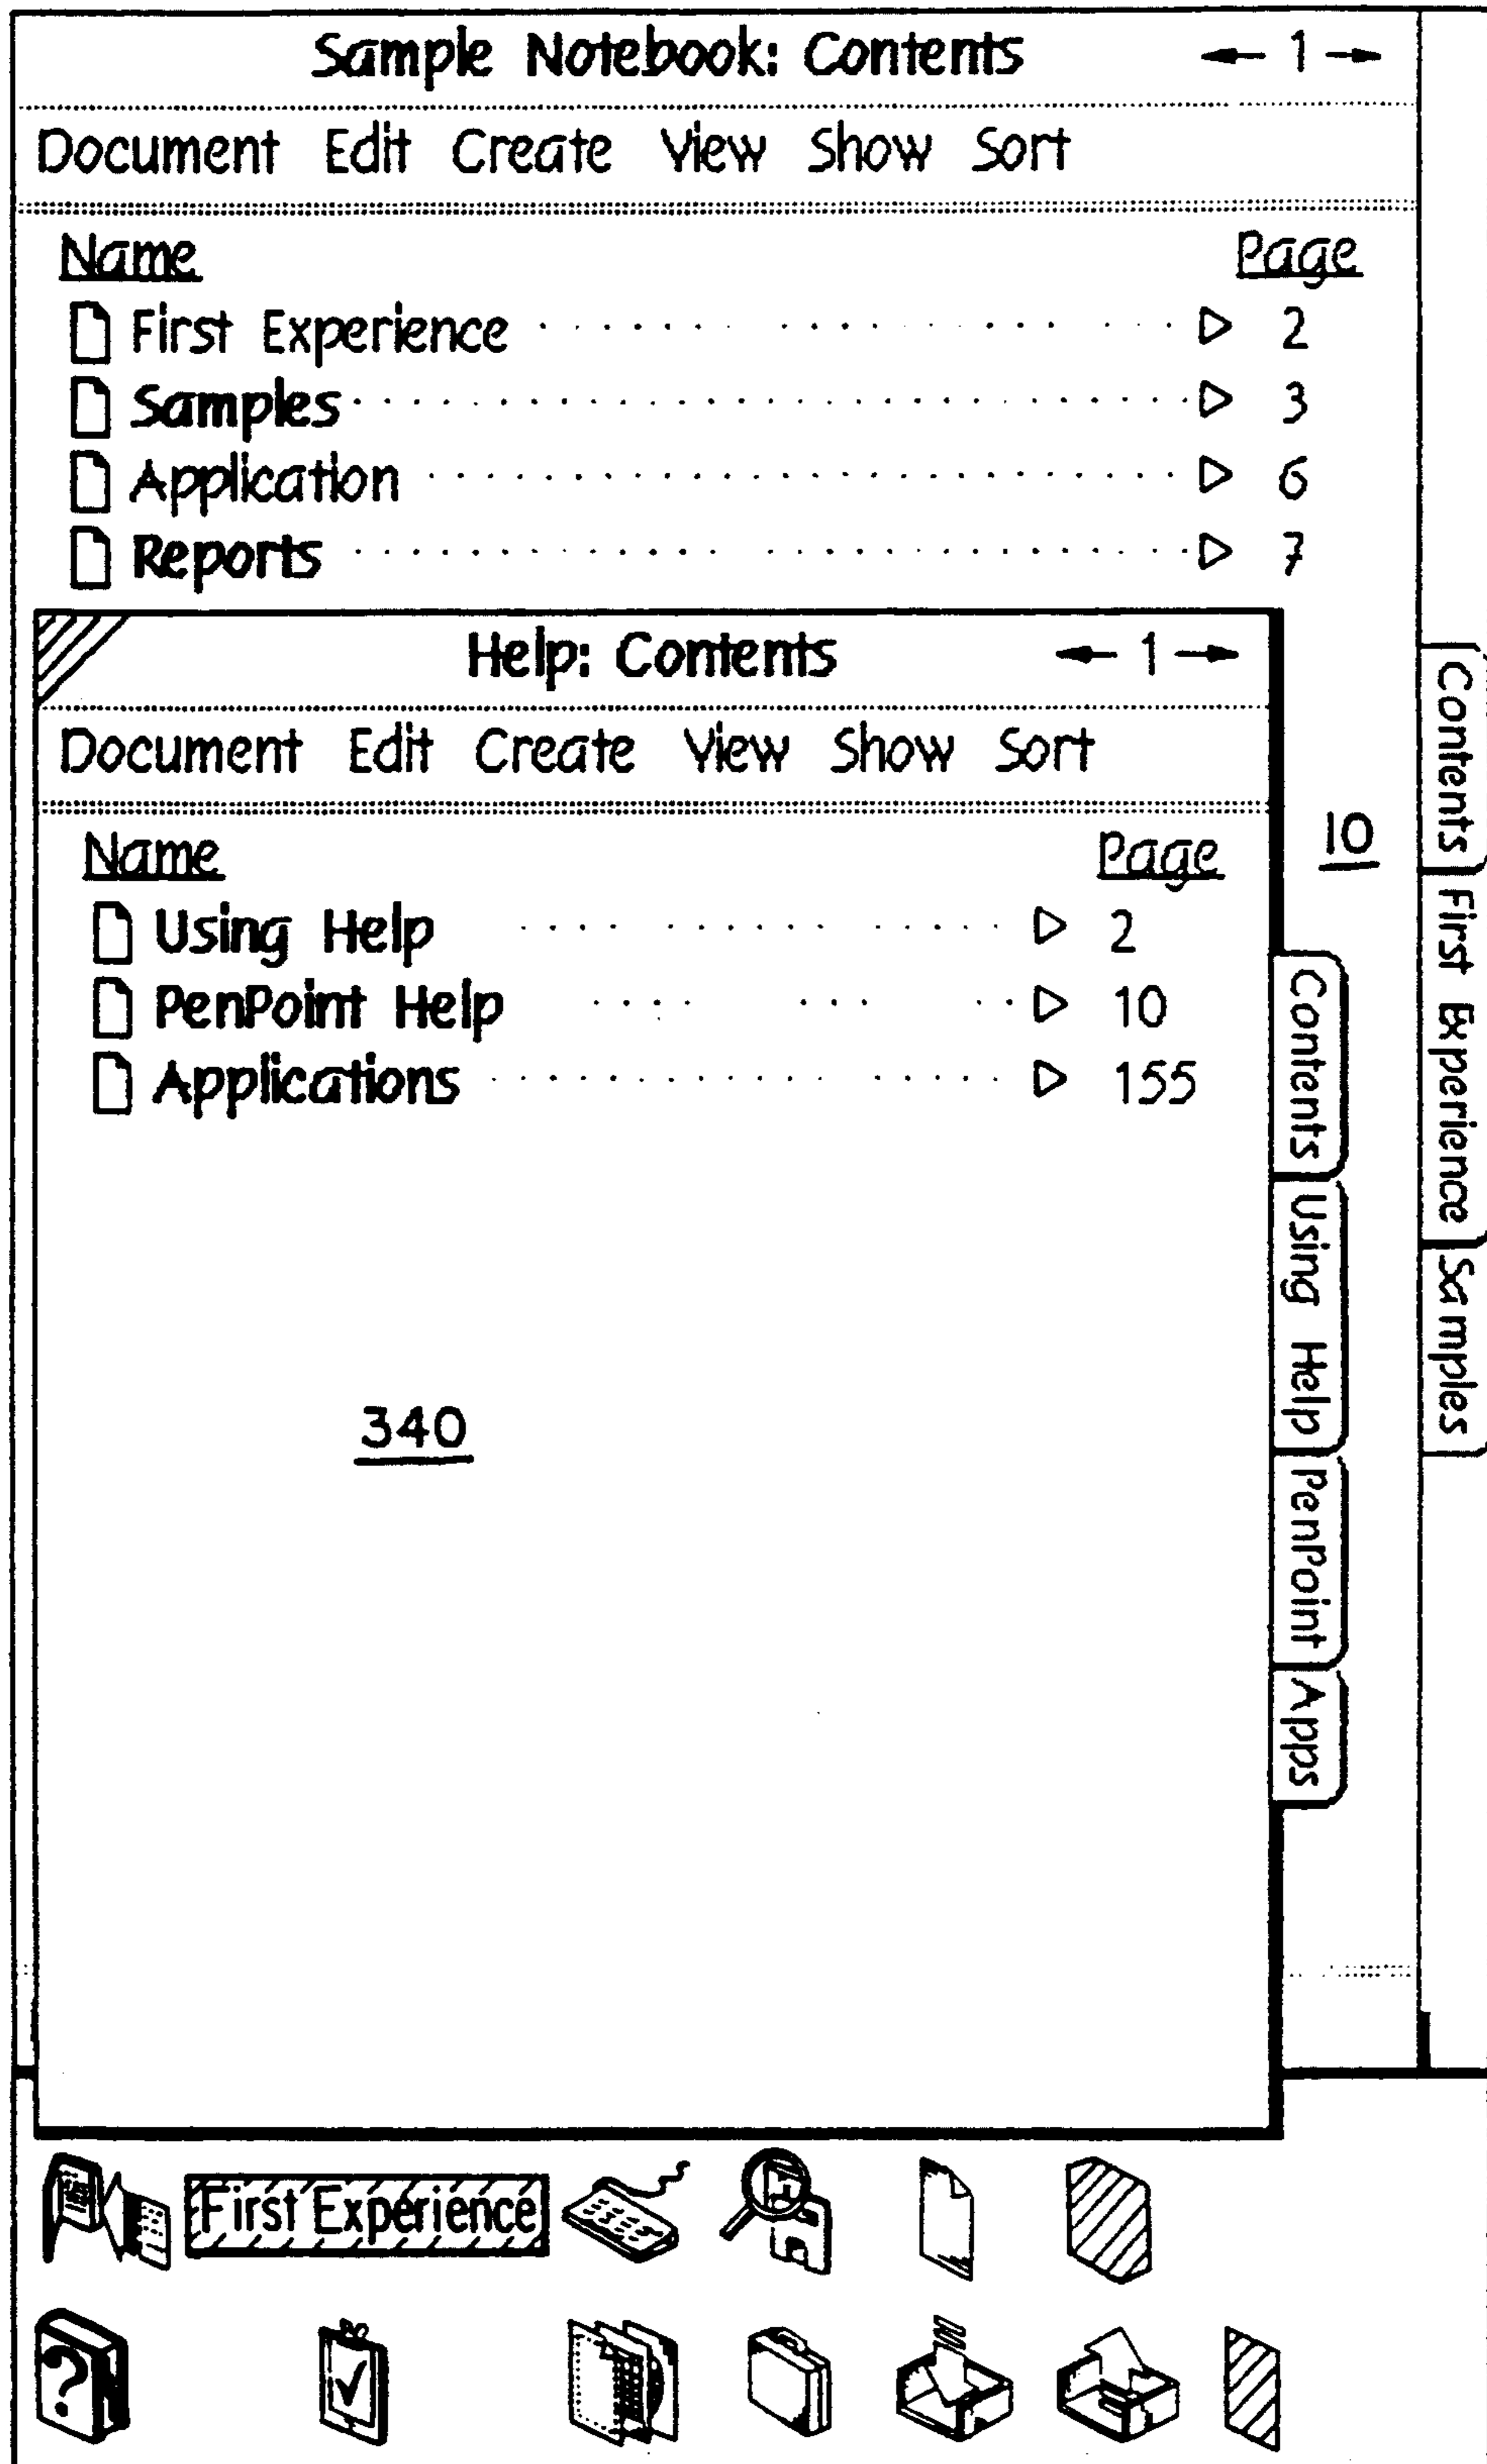 Sample Notebook: Contents ← 1 →
Document Edit Create View Show Sort
Name Page
First Experience 2
Samples 3
Application 6
Reports 7
Help: Contents ← 1 →
Document Edit Create View Show Sort
Name Page
Using Help 2
PenPoint Help 10
Applications 155
10
340
Contents
Using Help
PenPoint
Apps
Contents
First Experience
Samples
First Experience
?